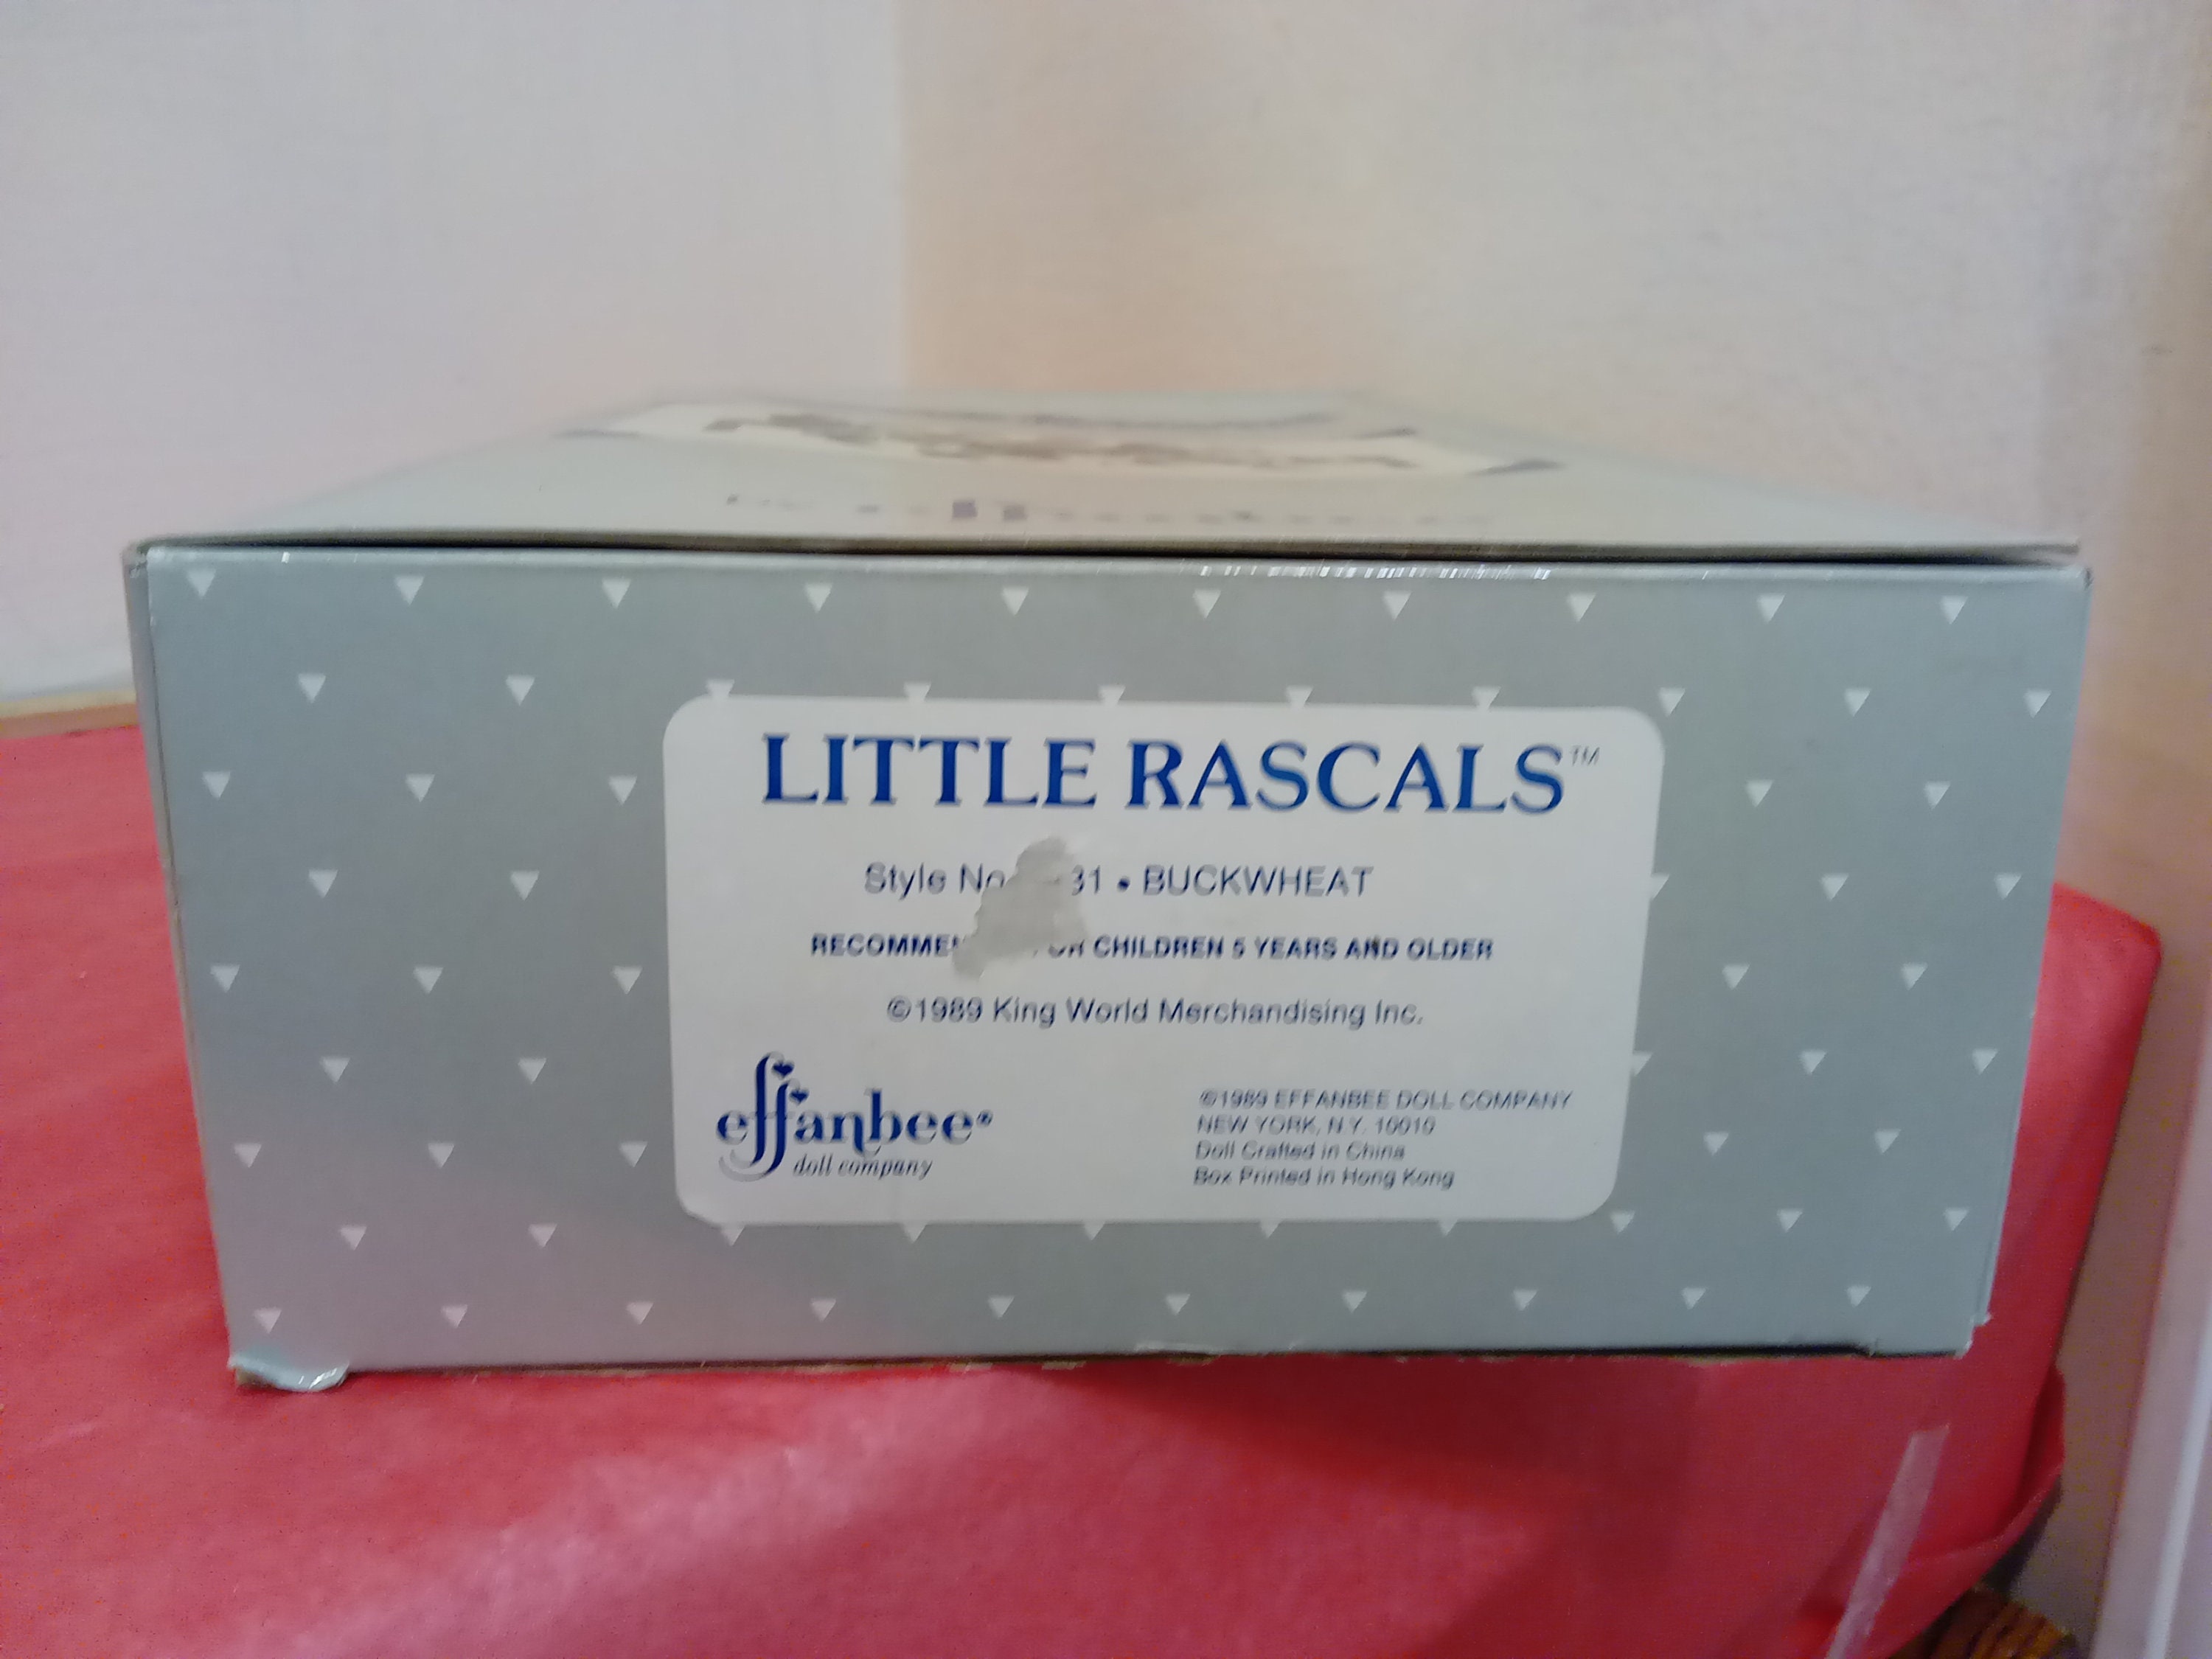 LITTLE RASCALS™
Style No 31 • BUCKWHEAT
CHILDREN 5 YEARS AND OLDER
©1989 King World Merchandising Inc.
effanbee®
doll company
©1989 EFFANBEE DOLL COMPANY
NEW YORK, N.Y. 10010
Doll Crafted in China
Box Printed in Hong Kong